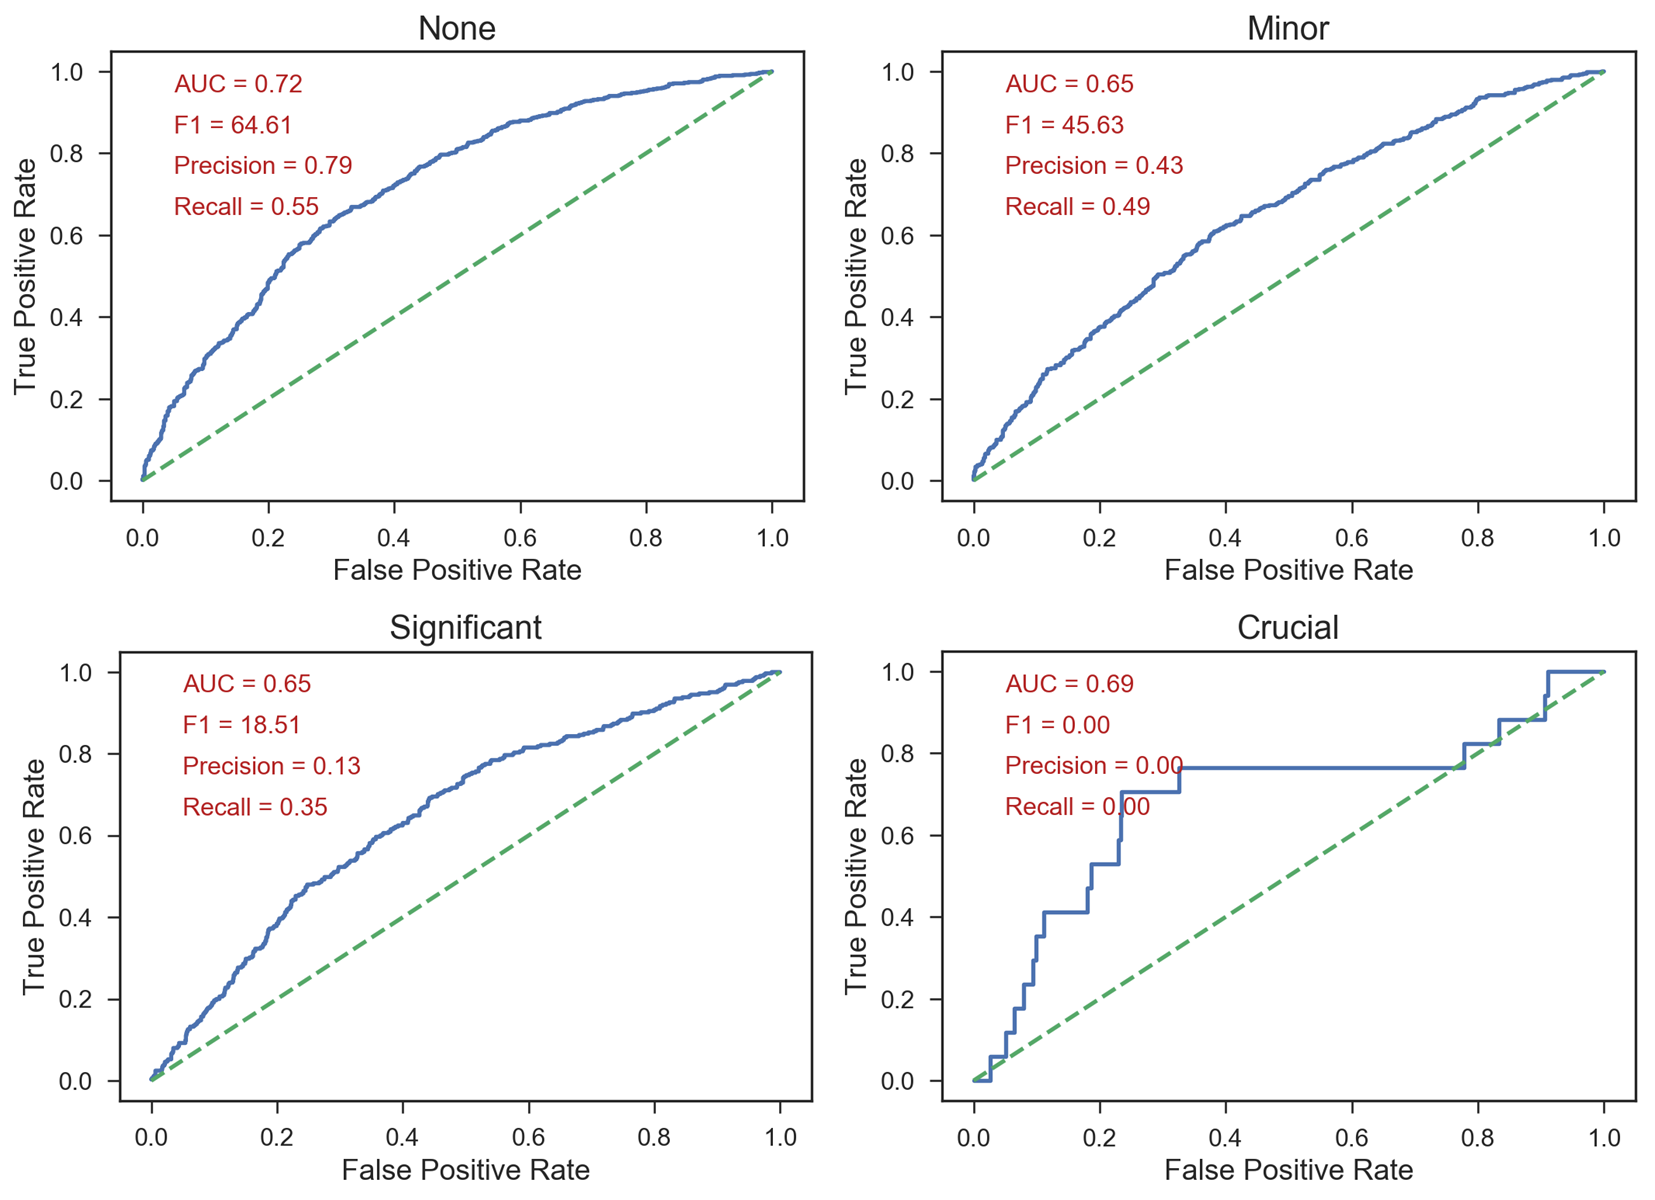 None
AUC = 0.72
F1 = 64.61
Precision = 0.79
Recall = 0.55
True Positive Rate
1.0
0.8
0.6
0.4
0.2
0.0
0.0 0.2 0.4 0.6 0.8 1.0
False Positive Rate
Minor
AUC = 0.65
F1 = 45.63
Precision = 0.43
Recall = 0.49
True Positive Rate
1.0
0.8
0.6
0.4
0.2
0.0
0.0 0.2 0.4 0.6 0.8 1.0
False Positive Rate
Significant
AUC = 0.65
F1 = 18.51
Precision = 0.13
Recall = 0.35
True Positive Rate
1.0
0.8
0.6
0.4
0.2
0.0
0.0 0.2 0.4 0.6 0.8 1.0
False Positive Rate
Crucial
AUC = 0.69
F1 = 0.00
Precision = 0.00
Recall = 0.00
True Positive Rate
1.0
0.8
0.6
0.4
0.2
0.0
0.0 0.2 0.4 0.6 0.8 1.0
False Positive Rate